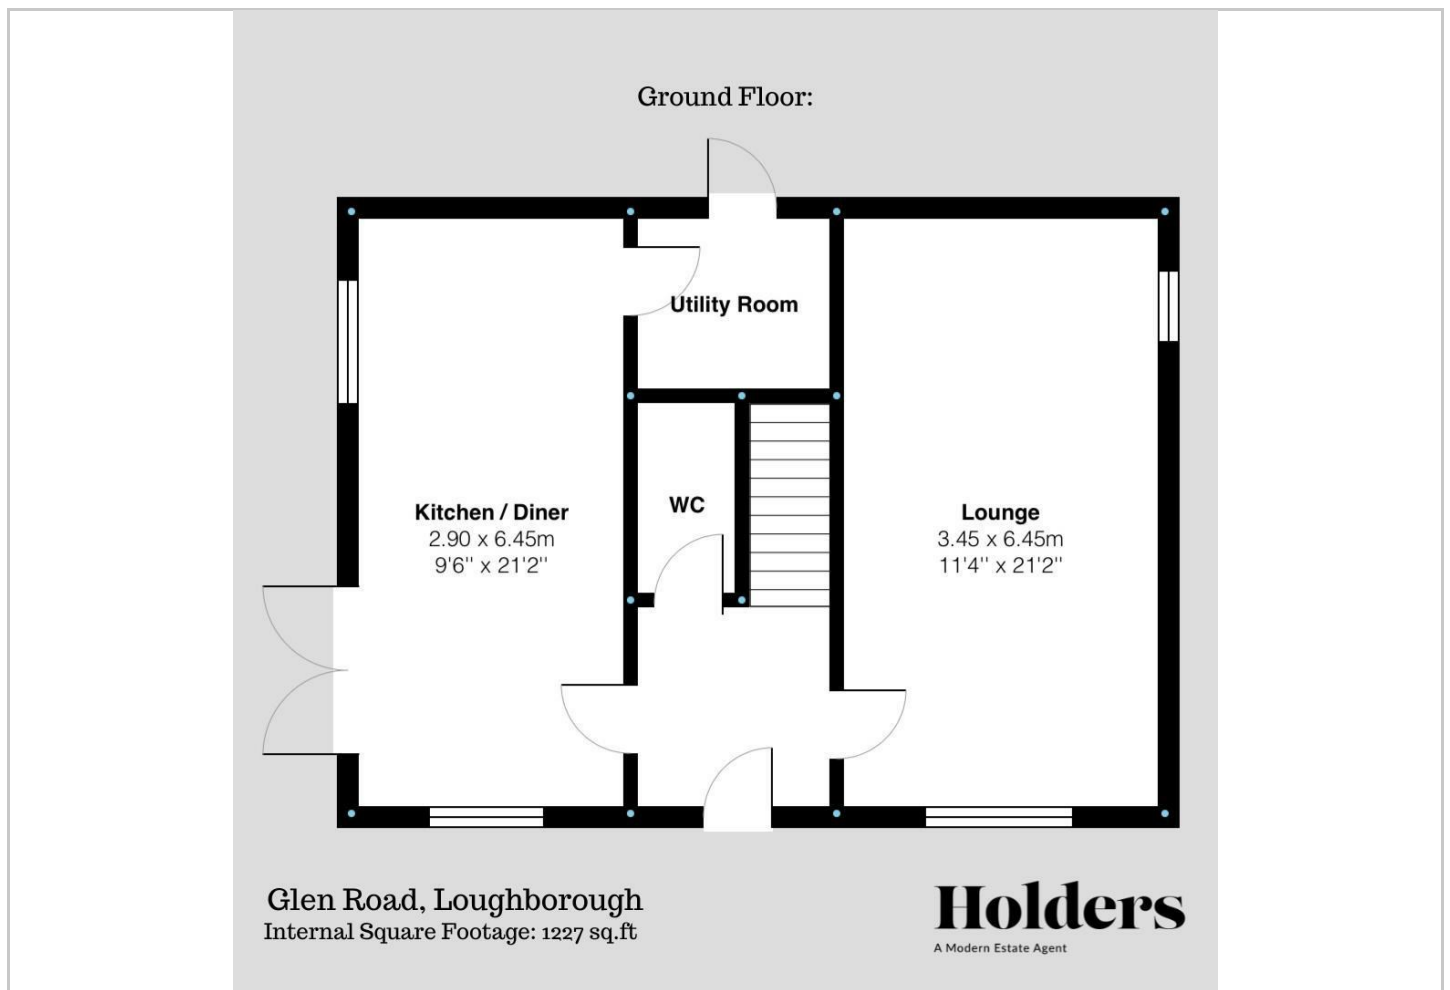 Ground Floor:
Utility Room
WC
Kitchen / Diner
2.90 x 6.45m
9'6'' x 21'2''
Lounge
3.45 x 6.45m
11'4'' x 21'2''
Glen Road, Loughborough
Internal Square Footage: 1227 sq.ft
Holders
A Modern Estate Agent